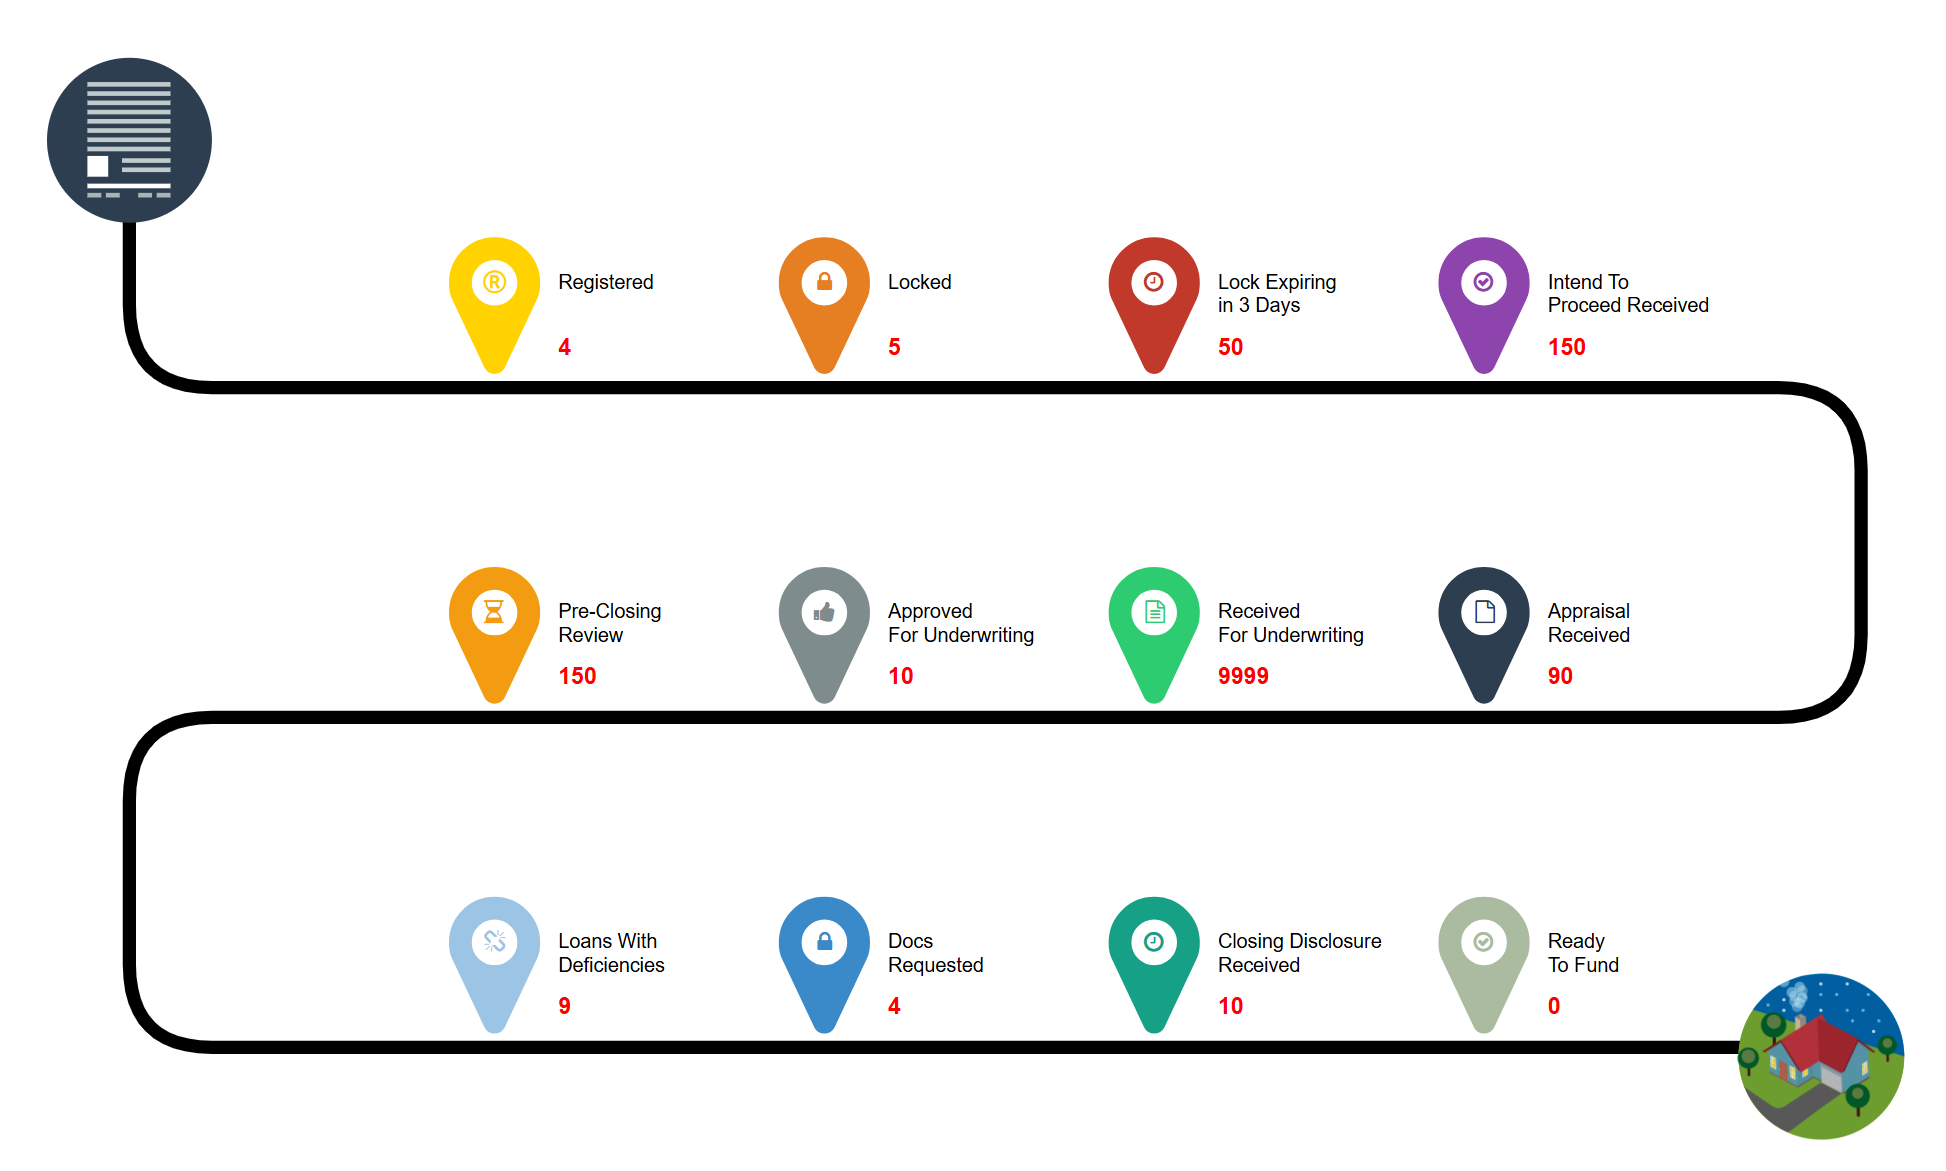 Registered
4
Locked
5
Lock Expiring
in 3 Days
50
Intend To
Proceed Received
150
Pre-Closing
Review
150
Approved
For Underwriting
10
Received
For Underwriting
9999
Appraisal
Received
90
Loans With
Deficiencies
9
Docs
Requested
4
Closing Disclosure
Received
10
Ready
To Fund
0